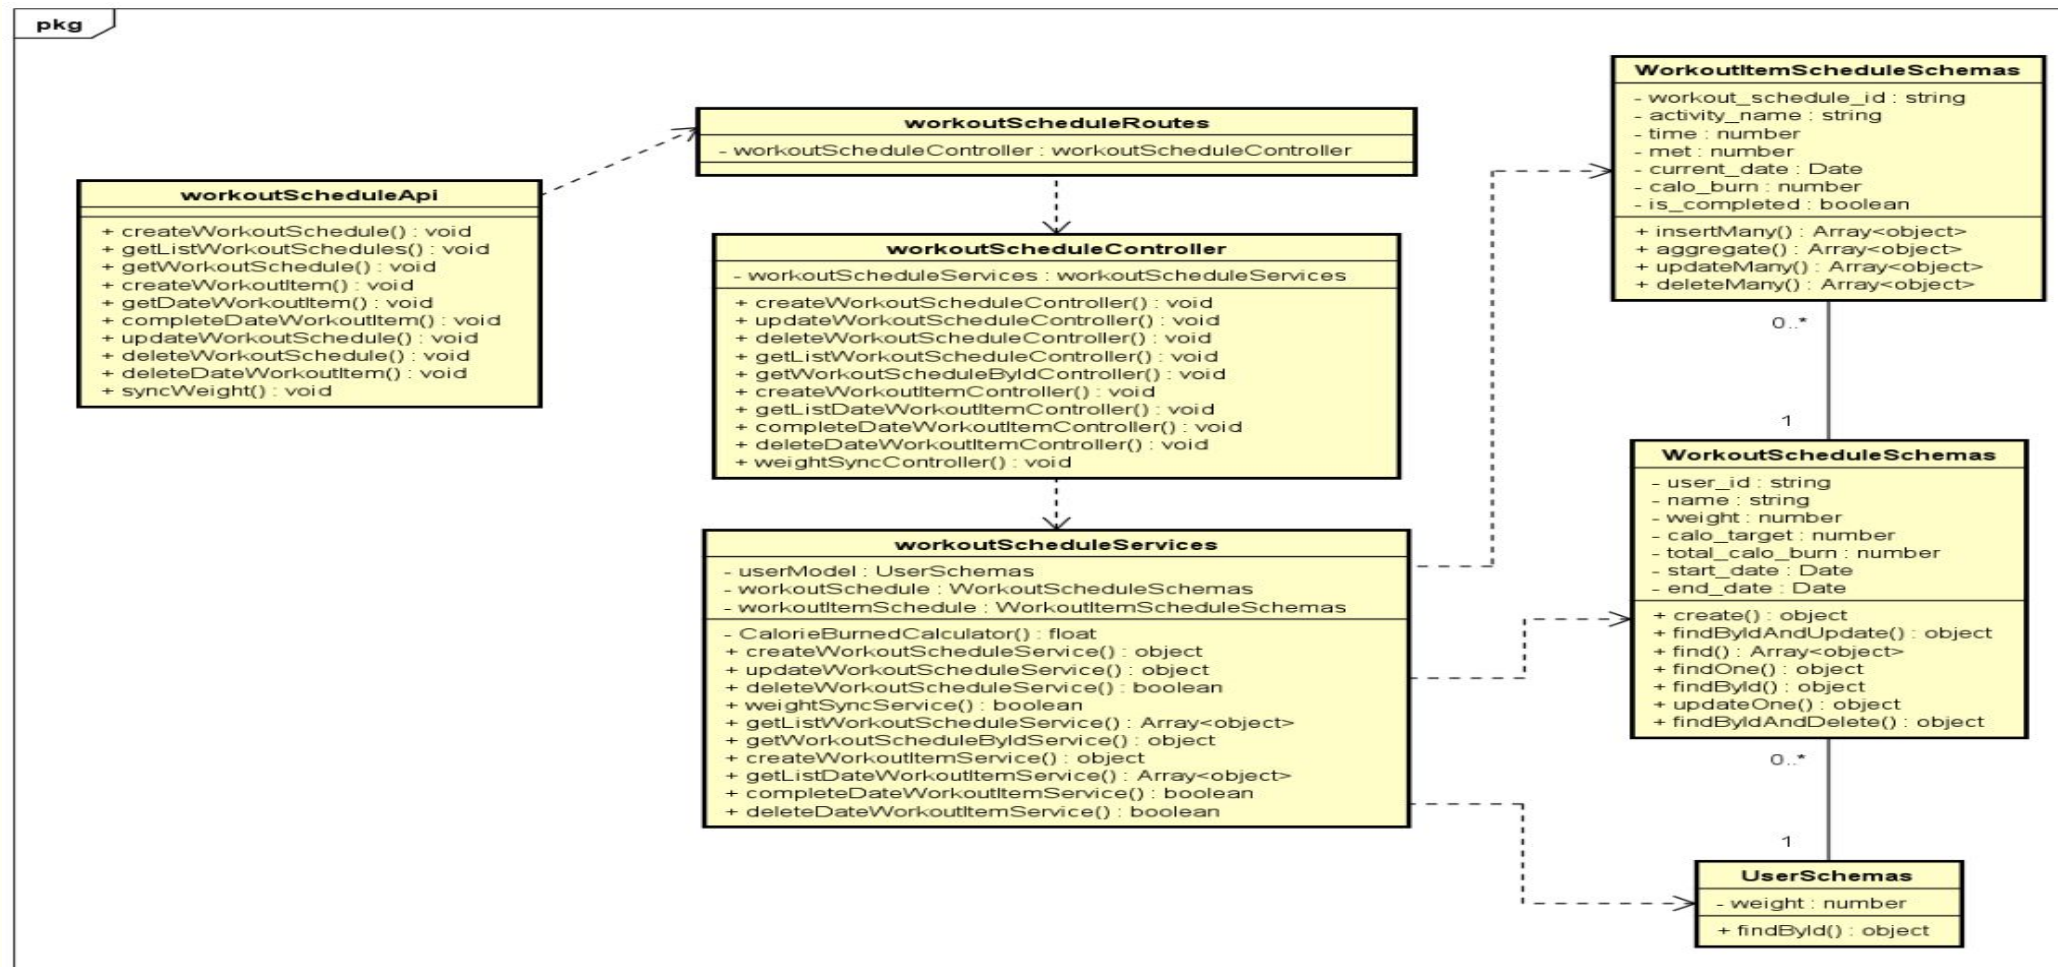 pkg
workoutScheduleApi
+ createWorkoutSchedule() : void
+ getListWorkoutSchedules() : void
+ getWorkoutSchedule() : void
+ createWorkoutItem() : void
+ getDateWorkoutItem() : void
+ completeDateWorkoutItem() : void
+ updateWorkoutSchedule() : void
+ deleteWorkoutSchedule() : void
+ deleteDateWorkoutItem() : void
+ syncWeight() : void
workoutScheduleRoutes
- workoutScheduleController : workoutScheduleController
workoutScheduleController
- workoutScheduleServices : workoutScheduleServices
+ createWorkoutScheduleController() : void
+ updateWorkoutScheduleController() : void
+ deleteWorkoutScheduleController() : void
+ getListWorkoutScheduleController() : void
+ getWorkoutScheduleByIdController() : void
+ createWorkoutItemController() : void
+ getListDateWorkoutItemController() : void
+ completeDateWorkoutItemController() : void
+ deleteDateWorkoutItemController() : void
+ weightSyncController() : void
workoutScheduleServices
- userModel : UserSchemas
- workoutSchedule : WorkoutScheduleSchemas
- workoutItemSchedule : WorkoutItemScheduleSchemas
- CalorieBurnedCalculator() : float
+ createWorkoutScheduleService() : object
+ updateWorkoutScheduleService() : object
+ deleteWorkoutScheduleService() : boolean
+ weightSyncService() : boolean
+ getListWorkoutScheduleService() : Array<object>
+ getWorkoutScheduleByIdService() : object
+ createWorkoutItemService() : object
+ getListDateWorkoutItemService() : Array<object>
+ completeDateWorkoutItemService() : boolean
+ deleteDateWorkoutItemService() : boolean
WorkoutItemScheduleSchemas
- workout_schedule_id : string
- activity_name : string
- time : number
- met : number
- current_date : Date
- calo_burn : number
- is_completed : boolean
+ insertMany() : Array<object>
+ aggregate() : Array<object>
+ updateMany() : Array<object>
+ deleteMany() : Array<object>
0..*
1
WorkoutScheduleSchemas
- user_id : string
- name : string
- weight : number
- calo_target : number
- total_calo_burn : number
- start_date : Date
- end_date : Date
+ create() : object
+ findByIdAndUpdate() : object
+ find() : Array<object>
+ findOne() : object
+ findById() : object
+ updateOne() : object
+ findByIdAndDelete() : object
0..*
1
UserSchemas
- weight : number
+ findById() : object